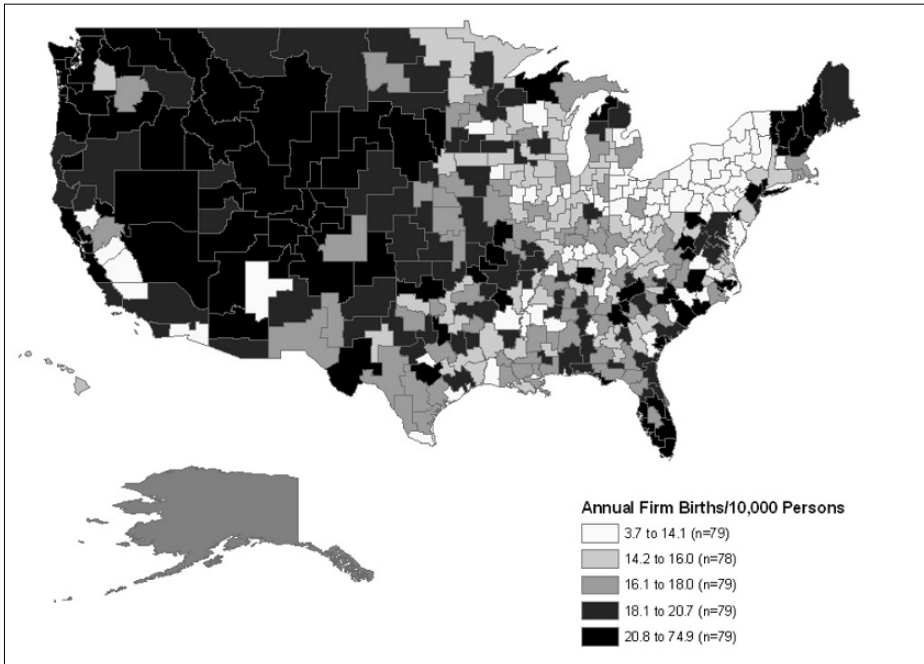 Annual Firm Births/10,000 Persons
3.7 to 14.1 (n=79)
14.2 to 16.0 (n=78)
16.1 to 18.0 (n=79)
18.1 to 20.7 (n=79)
20.8 to 74.9 (n=79)